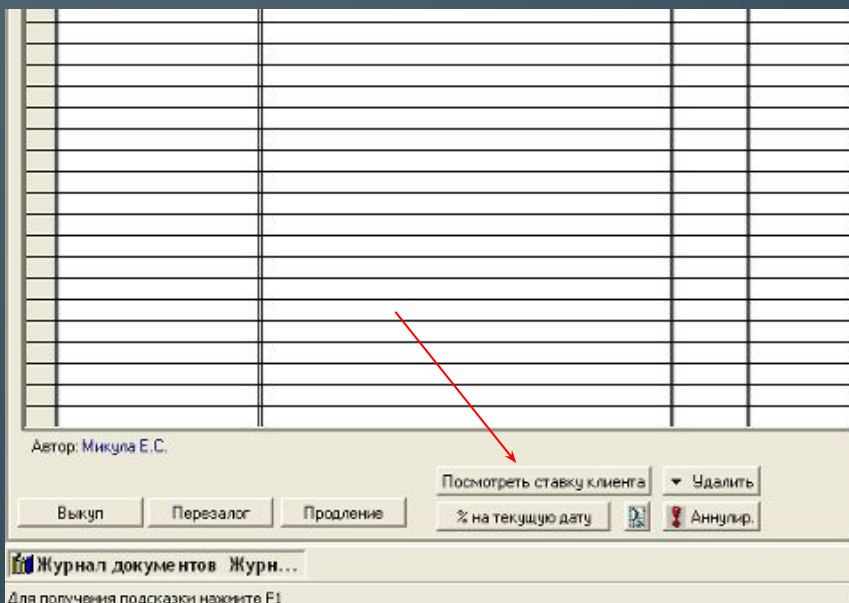 Автор: Микула Е.С.
Посмотреть ставку клиента
Удалить
Выкуп
Перезалог
Продление
% на текущую дату
Аннулир.
Журнал документов Журн...
Для получения подсказки нажмите F1